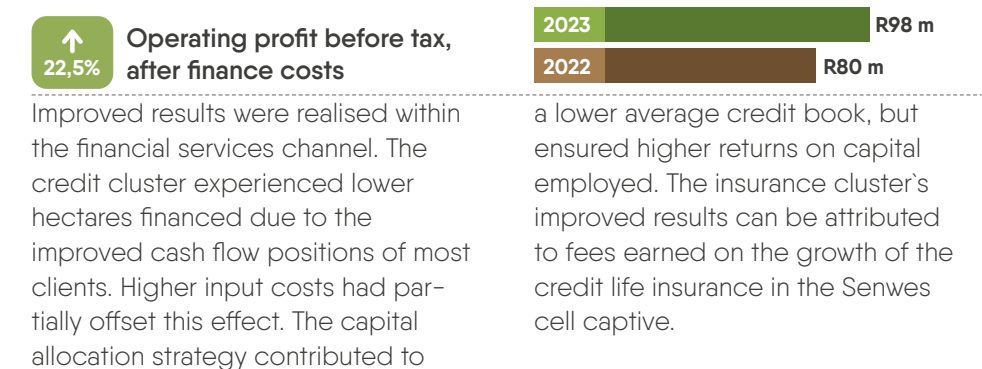 22,5%
Operating profit before tax,
after finance costs
2023 R98 m
2022 R80 m
Improved results were realised within
the financial services channel. The
credit cluster experienced lower
hectares financed due to the
improved cash flow positions of most
clients. Higher input costs had par-
tially offset this effect. The capital
allocation strategy contributed to
a lower average credit book, but
ensured higher returns on capital
employed. The insurance cluster`s
improved results can be attributed
to fees earned on the growth of the
credit life insurance in the Senwes
cell captive.